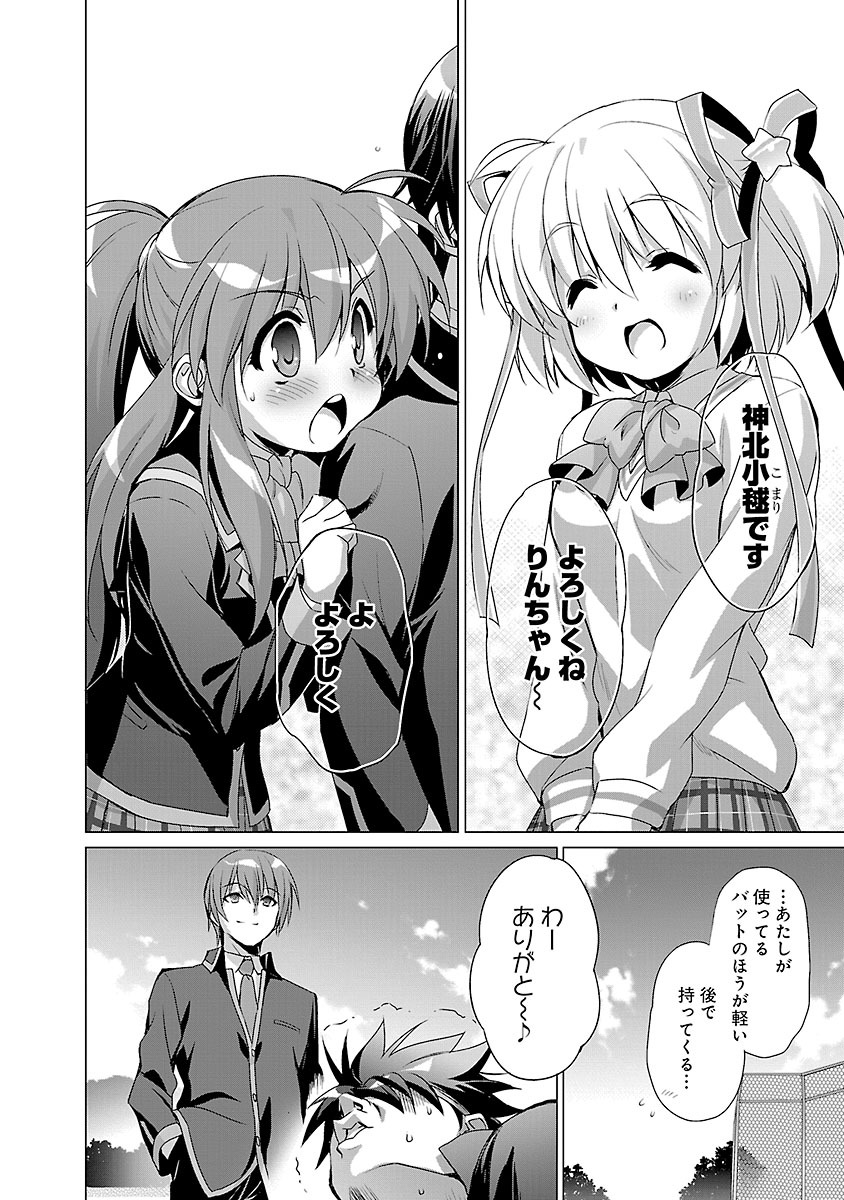 神北小毬です
こまり
よろしくね
りんちゃん～
よ
よろしく
…あたしが
使ってる
バットのほうが軽い
後で
持ってくる…
わー
ありがと～♪